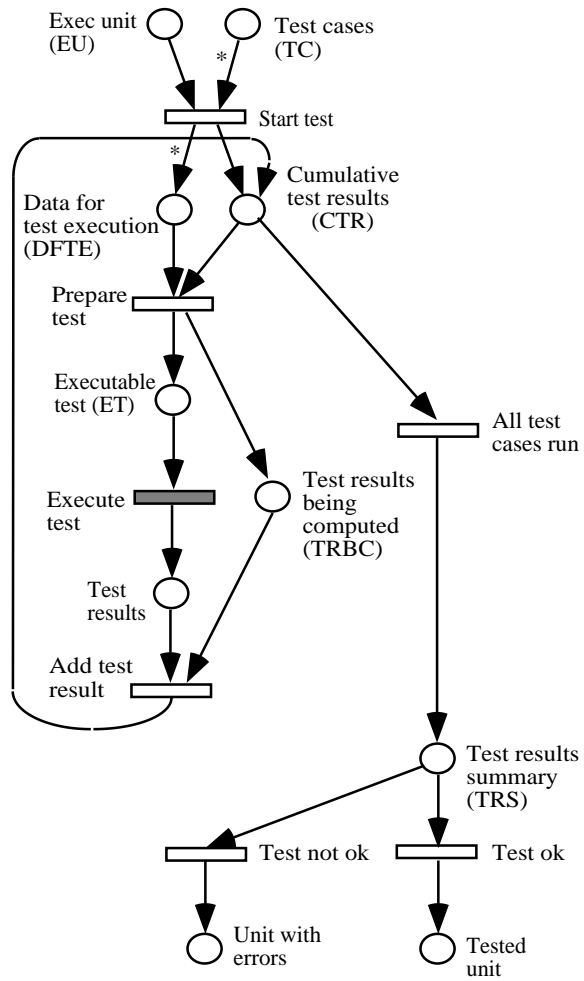 Exec unit
(EU)
Test cases
(TC)
*
Start test
*
Cumulative
test results
(CTR)
Data for
test execution
(DFTE)
Prepare
test
Executable
test (ET)
All test
cases run
Execute
test
Test results
being
computed
(TRBC)
Test
results
Add test
result
Test results
summary
(TRS)
Test not ok
Test ok
Unit with
errors
Tested
unit